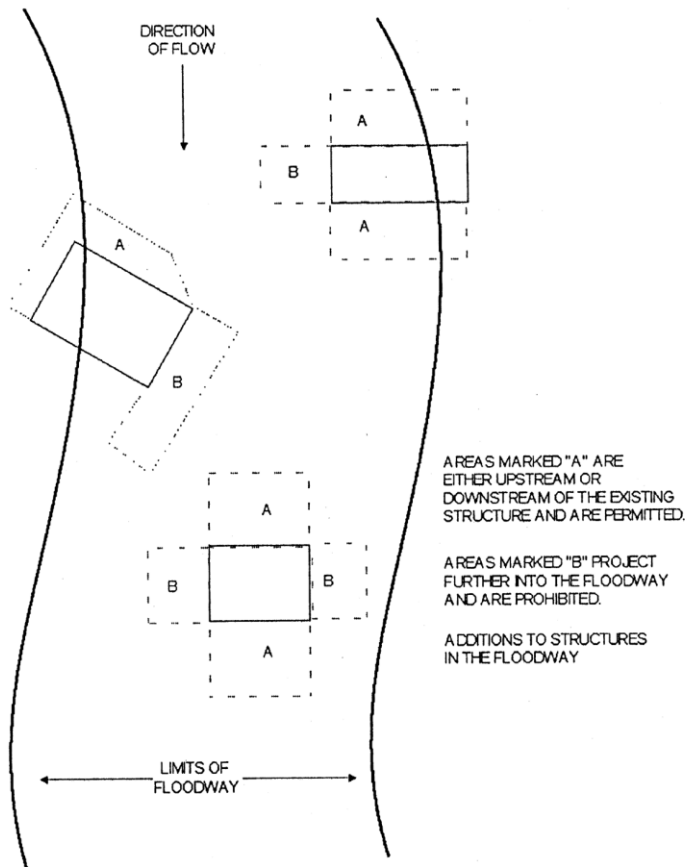 DIRECTION
OF FLOW
A
B
A
A
B
AREAS MARKED "A" ARE
EITHER UPSTREAM OR
DOWNSTREAM OF THE EXISTING
STRUCTURE AND ARE PERMITTED.
A
AREAS MARKED "B" PROJECT
FURTHER INTO THE FLOODWAY
AND ARE PROHIBITED.
B
B
ADDITIONS TO STRUCTURES
IN THE FLOODWAY
A
LIMITS OF
FLOODWAY